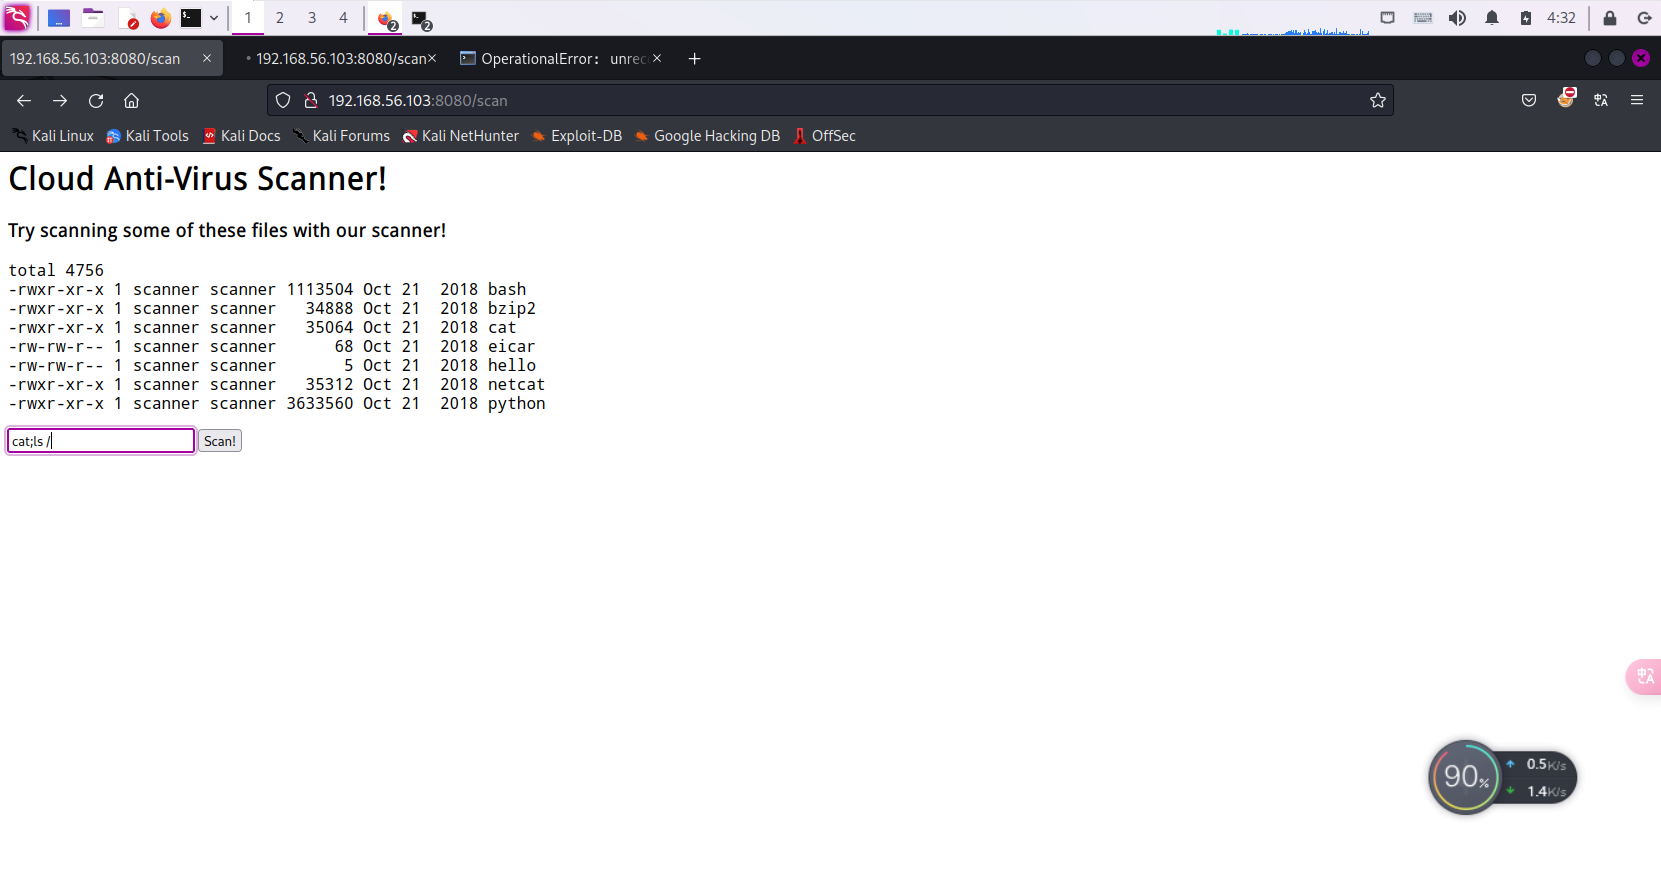 1 2 3 4 2 2 4:32
192.168.56.103:8080/scan 192.168.56.103:8080/scan OperationalError: unrec
192.168.56.103:8080/scan
Kali Linux Kali Tools Kali Docs Kali Forums Kali NetHunter Exploit-DB Google Hacking DB OffSec
Cloud Anti-Virus Scanner!
Try scanning some of these files with our scanner!
total 4756
-rwxr-xr-x 1 scanner scanner 1113504 Oct 21  2018 bash
-rwxr-xr-x 1 scanner scanner   34888 Oct 21  2018 bzip2
-rwxr-xr-x 1 scanner scanner   35064 Oct 21  2018 cat
-rw-rw-r-- 1 scanner scanner      68 Oct 21  2018 eicar
-rw-rw-r-- 1 scanner scanner       5 Oct 21  2018 hello
-rwxr-xr-x 1 scanner scanner   35312 Oct 21  2018 netcat
-rwxr-xr-x 1 scanner scanner 3633560 Oct 21  2018 python
cat;ls / Scan!
90% 0.5K/s
1.4K/s